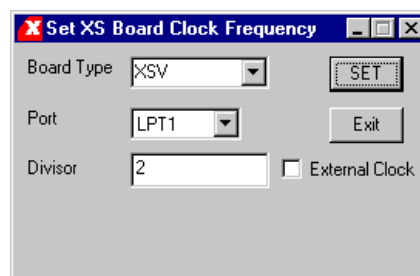 Set XS Board Clock Frequency
Board Type XSV SET
Port LPT1 Exit
Divisor 2 External Clock